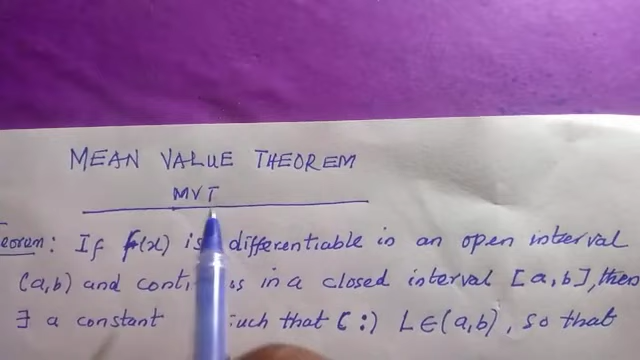 MEAN VALUE THEOREM
MVT
eorem: If f(x) is differentiable in an open interval
(a,b) and conti s in a closed interval [a,b], then
∃ a constant uch that (:) L∈(a,b), so that